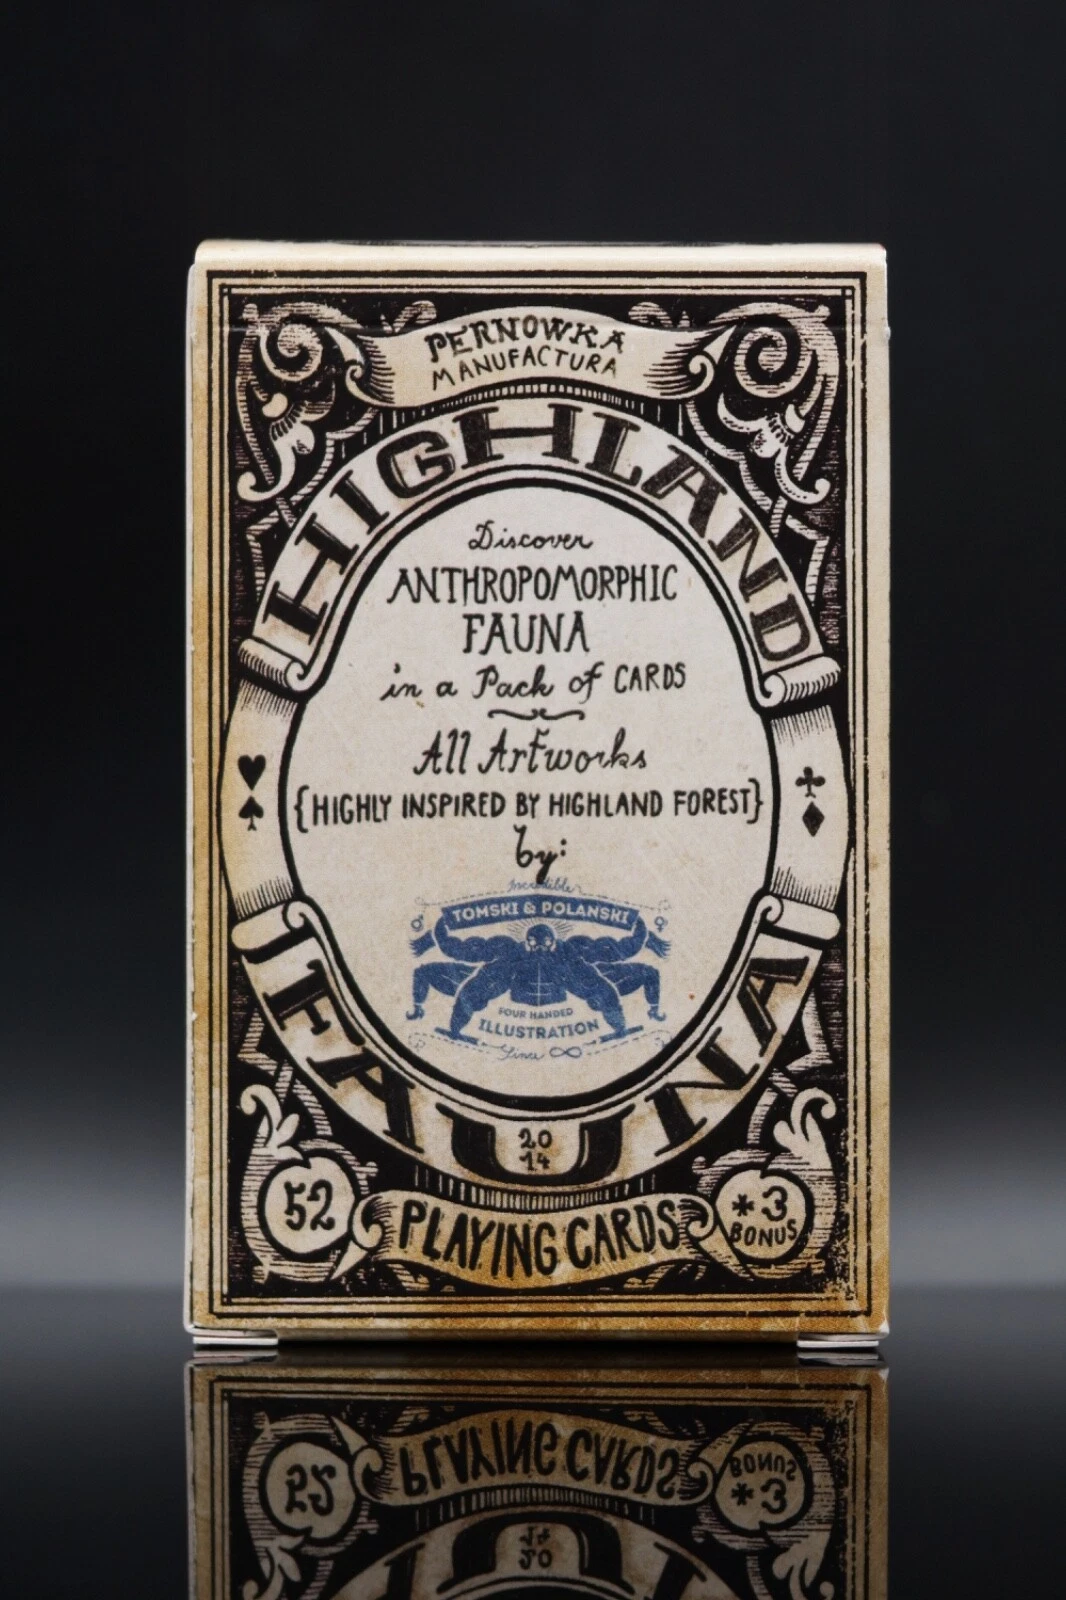 PERNOWKA
MANUFACTURA
HIGHLAND
Discover
ANTHROPOMORPHIC
FAUNA
in a Pack of CARDS
All Artworks
{HIGHLY INSPIRED BY HIGHLAND FOREST}
by:
Incredible
TOMSKI & POLANSKI
FOUR HANDED
ILLUSTRATION
Since ∞
FAUNA
20
14
52
PLAYING CARDS
*3
BONUS